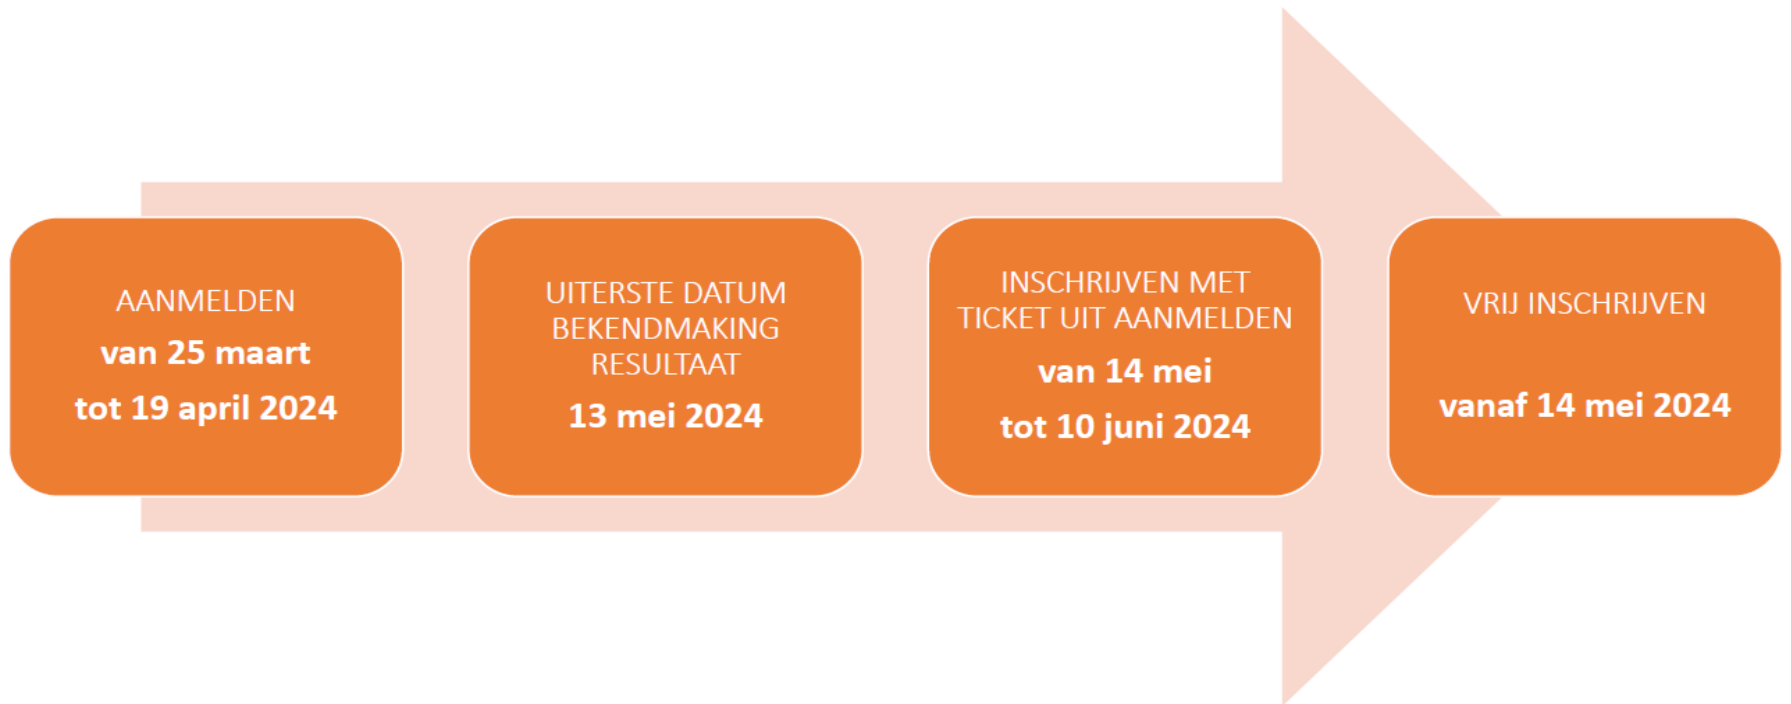 AANMELDEN
van 25 maart
tot 19 april 2024
UITERSTE DATUM
BEKENDMAKING
RESULTAAT
13 mei 2024
INSCHRIJVEN MET
TICKET UIT AANMELDEN
van 14 mei
tot 10 juni 2024
VRIJ INSCHRIJVEN
vanaf 14 mei 2024